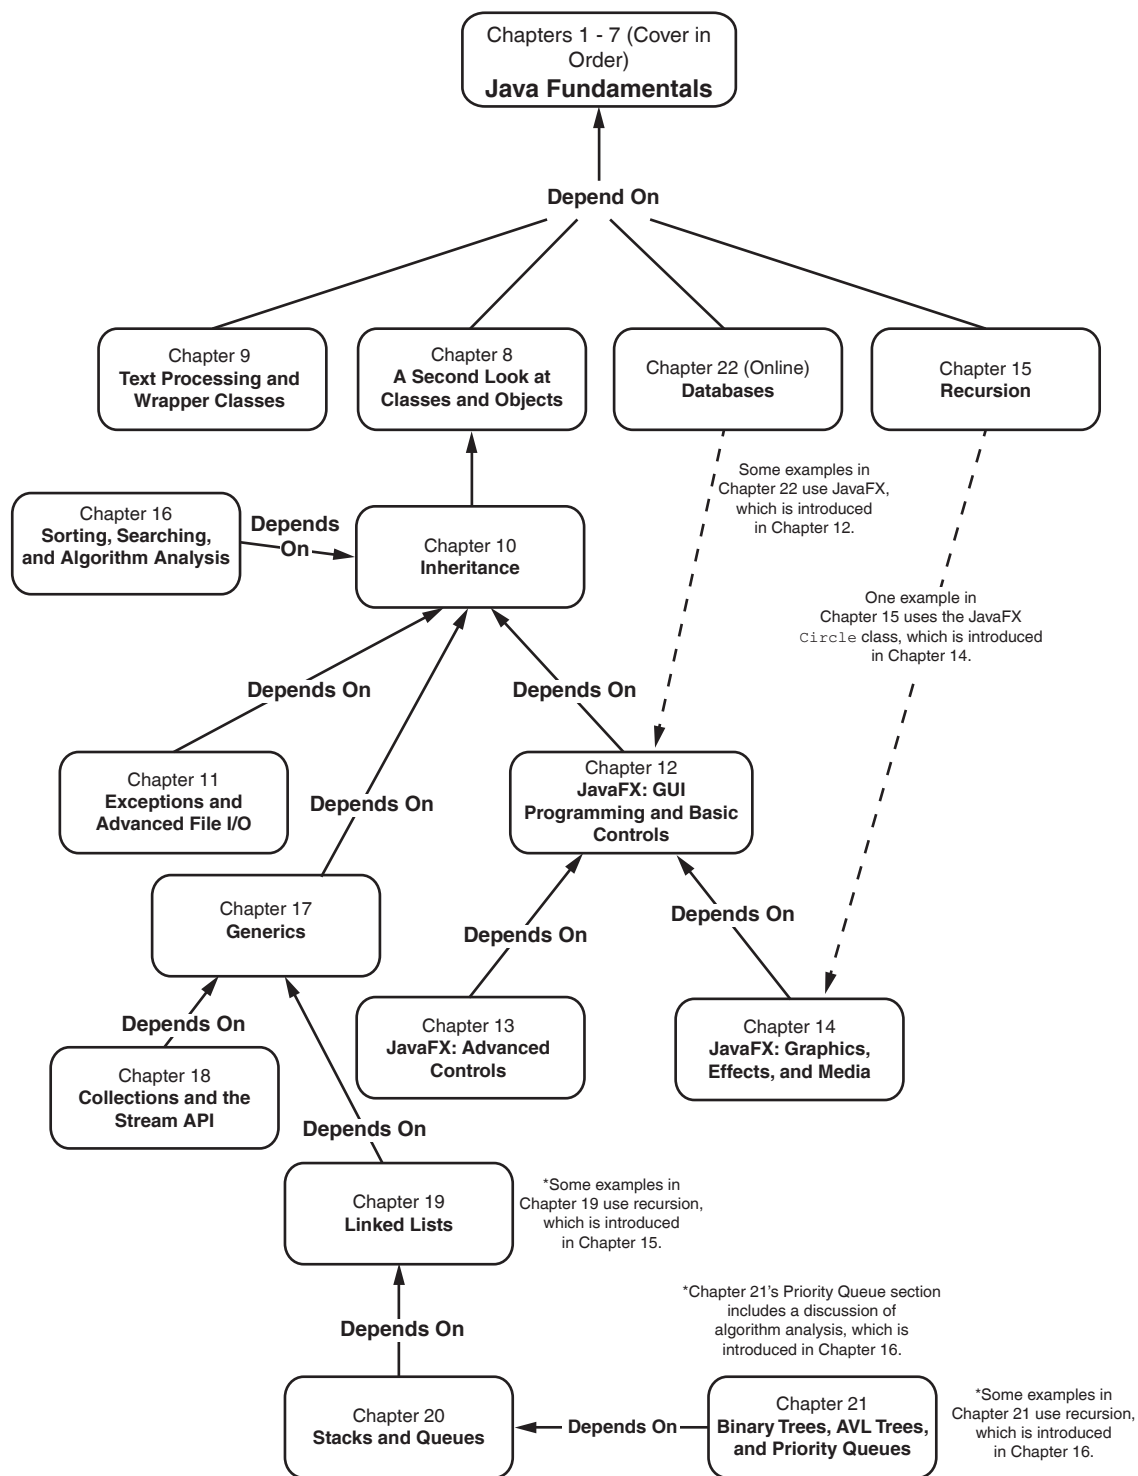 Chapters 1 - 7 (Cover in
Order)
Java Fundamentals
Depend On
Chapter 9
Text Processing and
Wrapper Classes
Chapter 8
A Second Look at
Classes and Objects
Chapter 22 (Online)
Databases
Chapter 15
Recursion
Some examples in
Chapter 22 use JavaFX,
which is introduced
in Chapter 12.
Chapter 16
Sorting, Searching,
and Algorithm Analysis
Depends
On
Chapter 10
Inheritance
One example in
Chapter 15 uses the JavaFX
Circle class, which is introduced
in Chapter 14.
Depends On
Depends On
Chapter 11
Exceptions and
Advanced File I/O
Depends On
Chapter 12
JavaFX: GUI
Programming and Basic
Controls
Chapter 17
Generics
Depends On
Depends On
Depends On
Chapter 13
JavaFX: Advanced
Controls
Chapter 14
JavaFX: Graphics,
Effects, and Media
Chapter 18
Collections and the
Stream API
Depends On
Chapter 19
Linked Lists
*Some examples in
Chapter 19 use recursion,
which is introduced
in Chapter 15.
*Chapter 21’s Priority Queue section
includes a discussion of
algorithm analysis, which is
introduced in Chapter 16.
Depends On
Chapter 20
Stacks and Queues
Depends On
Chapter 21
Binary Trees, AVL Trees,
and Priority Queues
*Some examples in
Chapter 21 use recursion,
which is introduced
in Chapter 16.